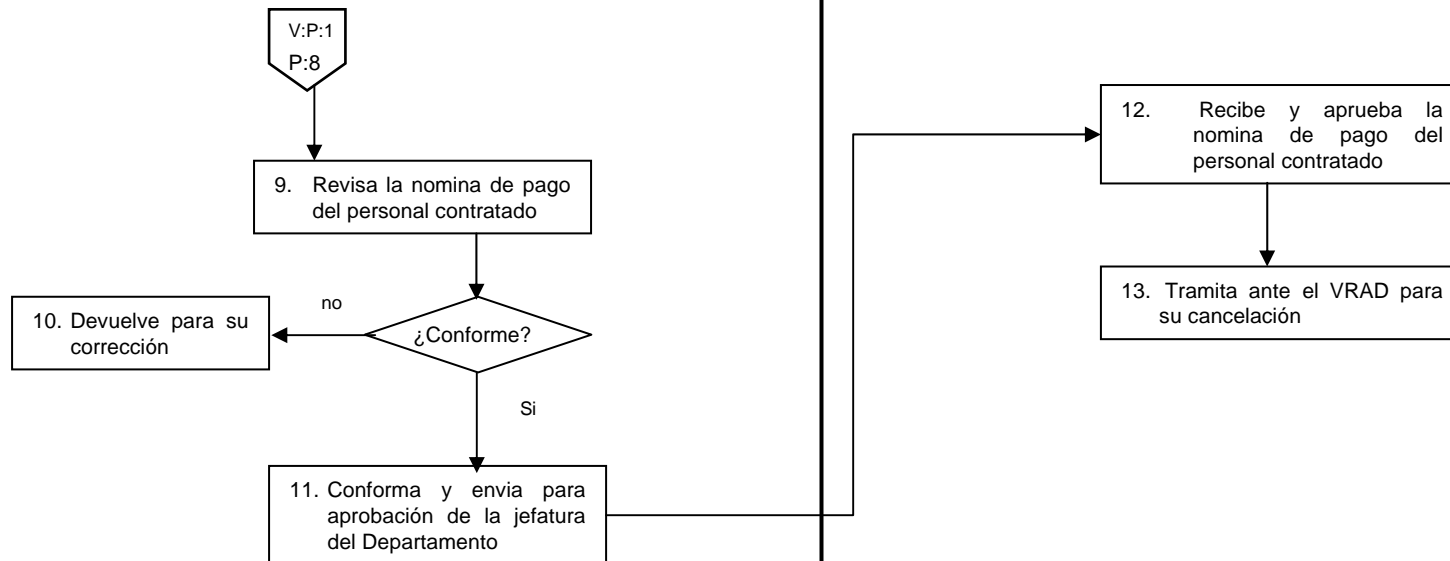 V:P:1
P:8
9. Revisa la nomina de pago
del personal contratado
no
10. Devuelve para su
corrección
¿Conforme?
Si
11. Conforma y envia para
aprobación de la jefatura
del Departamento
12. Recibe y aprueba la
nomina de pago del
personal contratado
13. Tramita ante el VRAD para
su cancelación